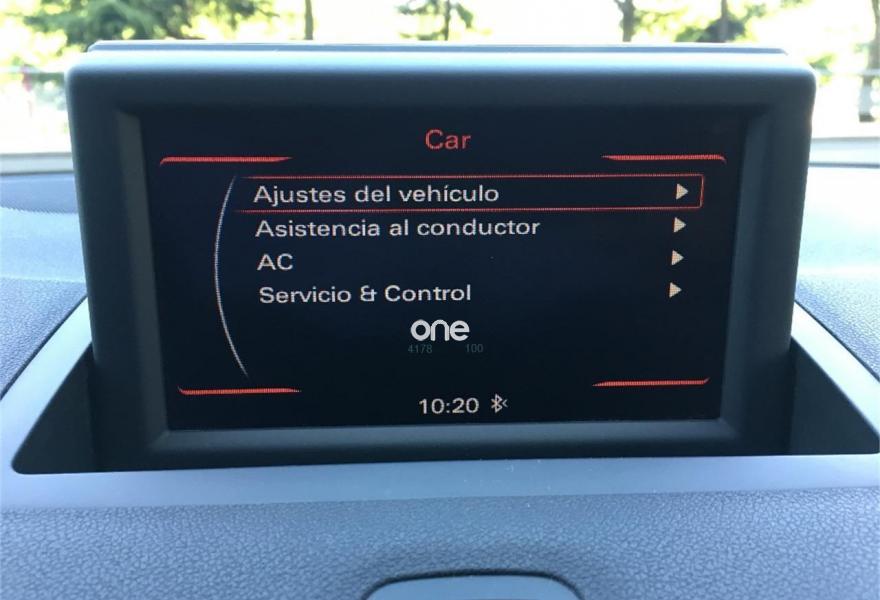 Car
Ajustes del vehículo
Asistencia al conductor
AC
Servicio & Control
one
4178 100
10:20